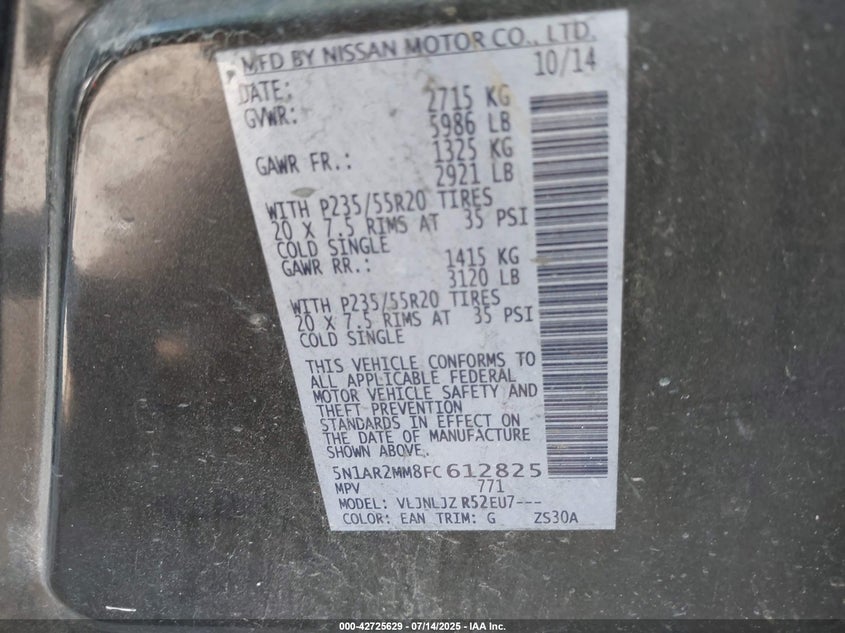 MFD BY NISSAN MOTOR CO., LTD.
DATE: 10/14
GVWR: 2715 KG
5986 LB
GAWR FR.: 1325 KG
2921 LB
WITH P235/55R20 TIRES
20 X 7.5 RIMS AT 35 PSI
COLD SINGLE
GAWR RR.: 1415 KG
3120 LB
WITH P235/55R20 TIRES
20 X 7.5 RIMS AT 35 PSI
COLD SINGLE
THIS VEHICLE CONFORMS TO
ALL APPLICABLE FEDERAL
MOTOR VEHICLE SAFETY AND
THEFT PREVENTION
STANDARDS IN EFFECT ON
THE DATE OF MANUFACTURE
SHOWN ABOVE.
5N1AR2MM8FC612825
MPV 771
MODEL: VLJNLJZ R52EU7---
COLOR: EAN TRIM: G ZS30A
000-42725629 - 07/14/2025 - IAA Inc.